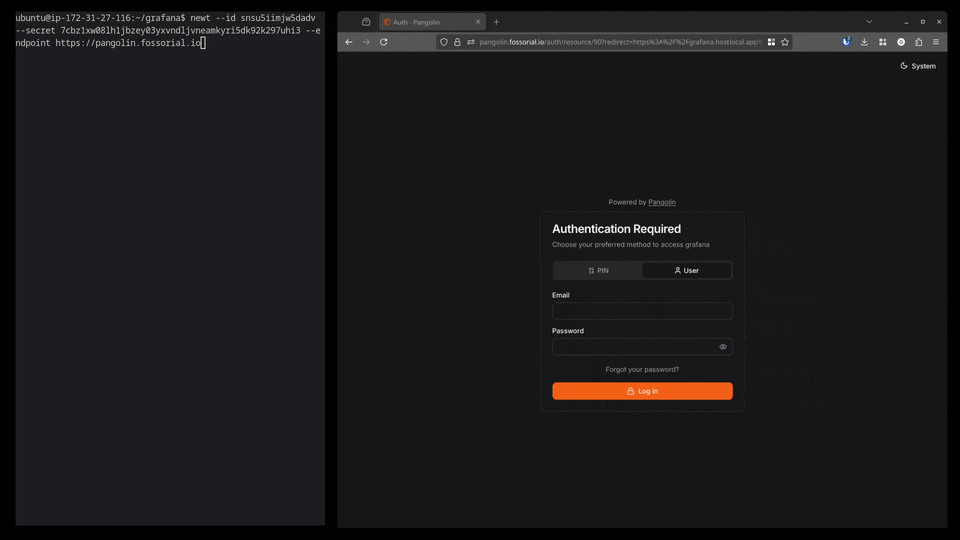 ubuntu@ip-172-31-27-116:~/grafana$ newt --id snsu5iimjw5dadv
--secret 7cbz1xw08lh1jbzey03yxvndljvneamkyri5dk92k297uhi3 --e
ndpoint https://pangolin.fossorial.io
Auth - Pangolin
pangolin.fossorial.io/auth/resource/90?redirect=https%3A%2F%2Fgrafana.hostlocal.app%
System
Powered by Pangolin
Authentication Required
Choose your preferred method to access grafana
PIN
User
Email
Password
Forgot your password?
Log in